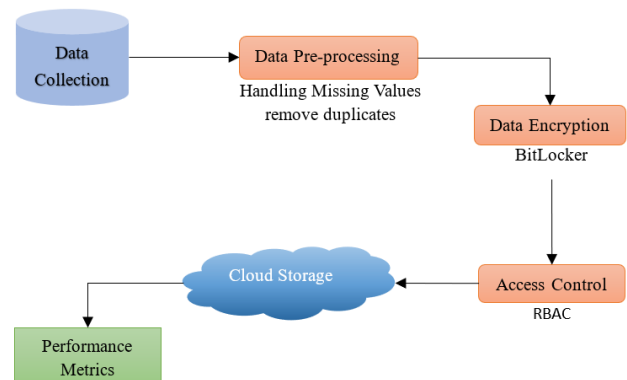 Data
Collection
Data Pre-processing
Handling Missing Values
remove duplicates
Data Encryption
BitLocker
Access Control
RBAC
Cloud Storage
Performance
Metrics